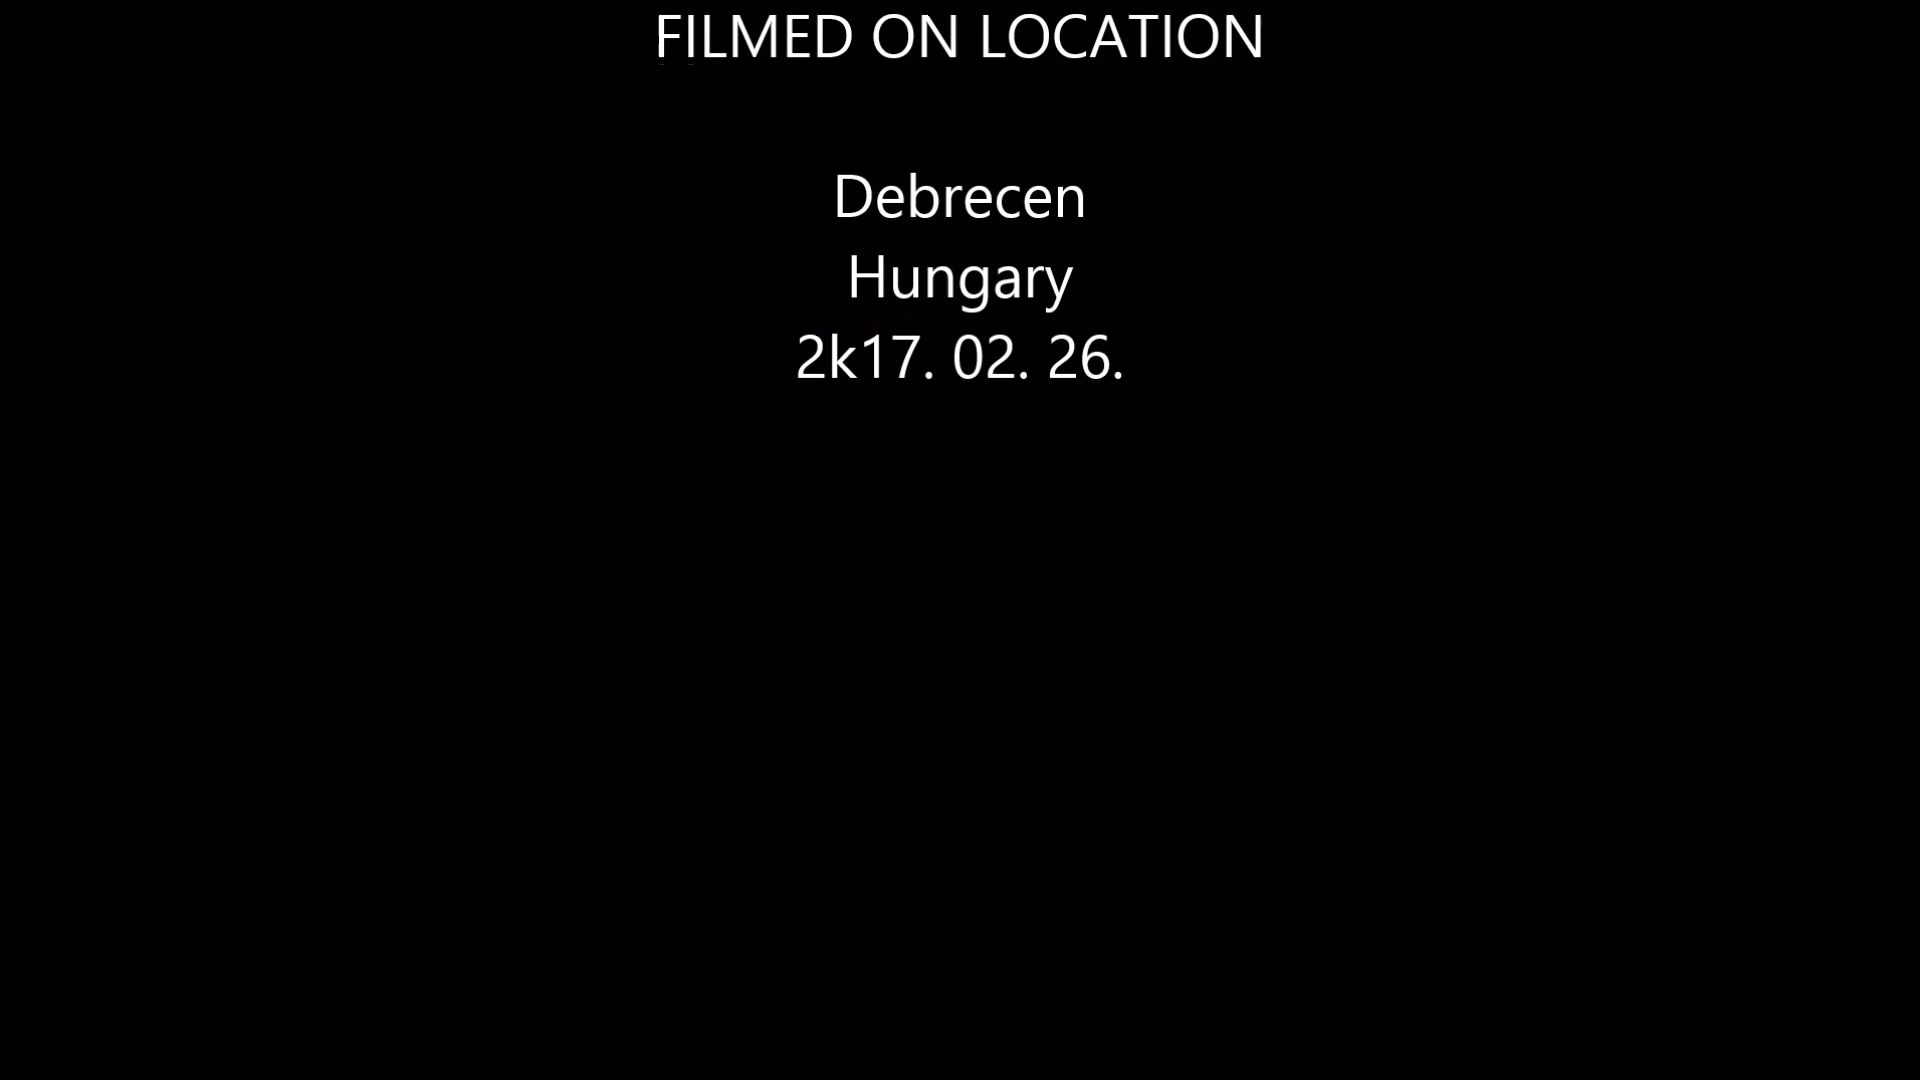 FILMED ON LOCATION
Debrecen
Hungary
2k17. 02. 26.